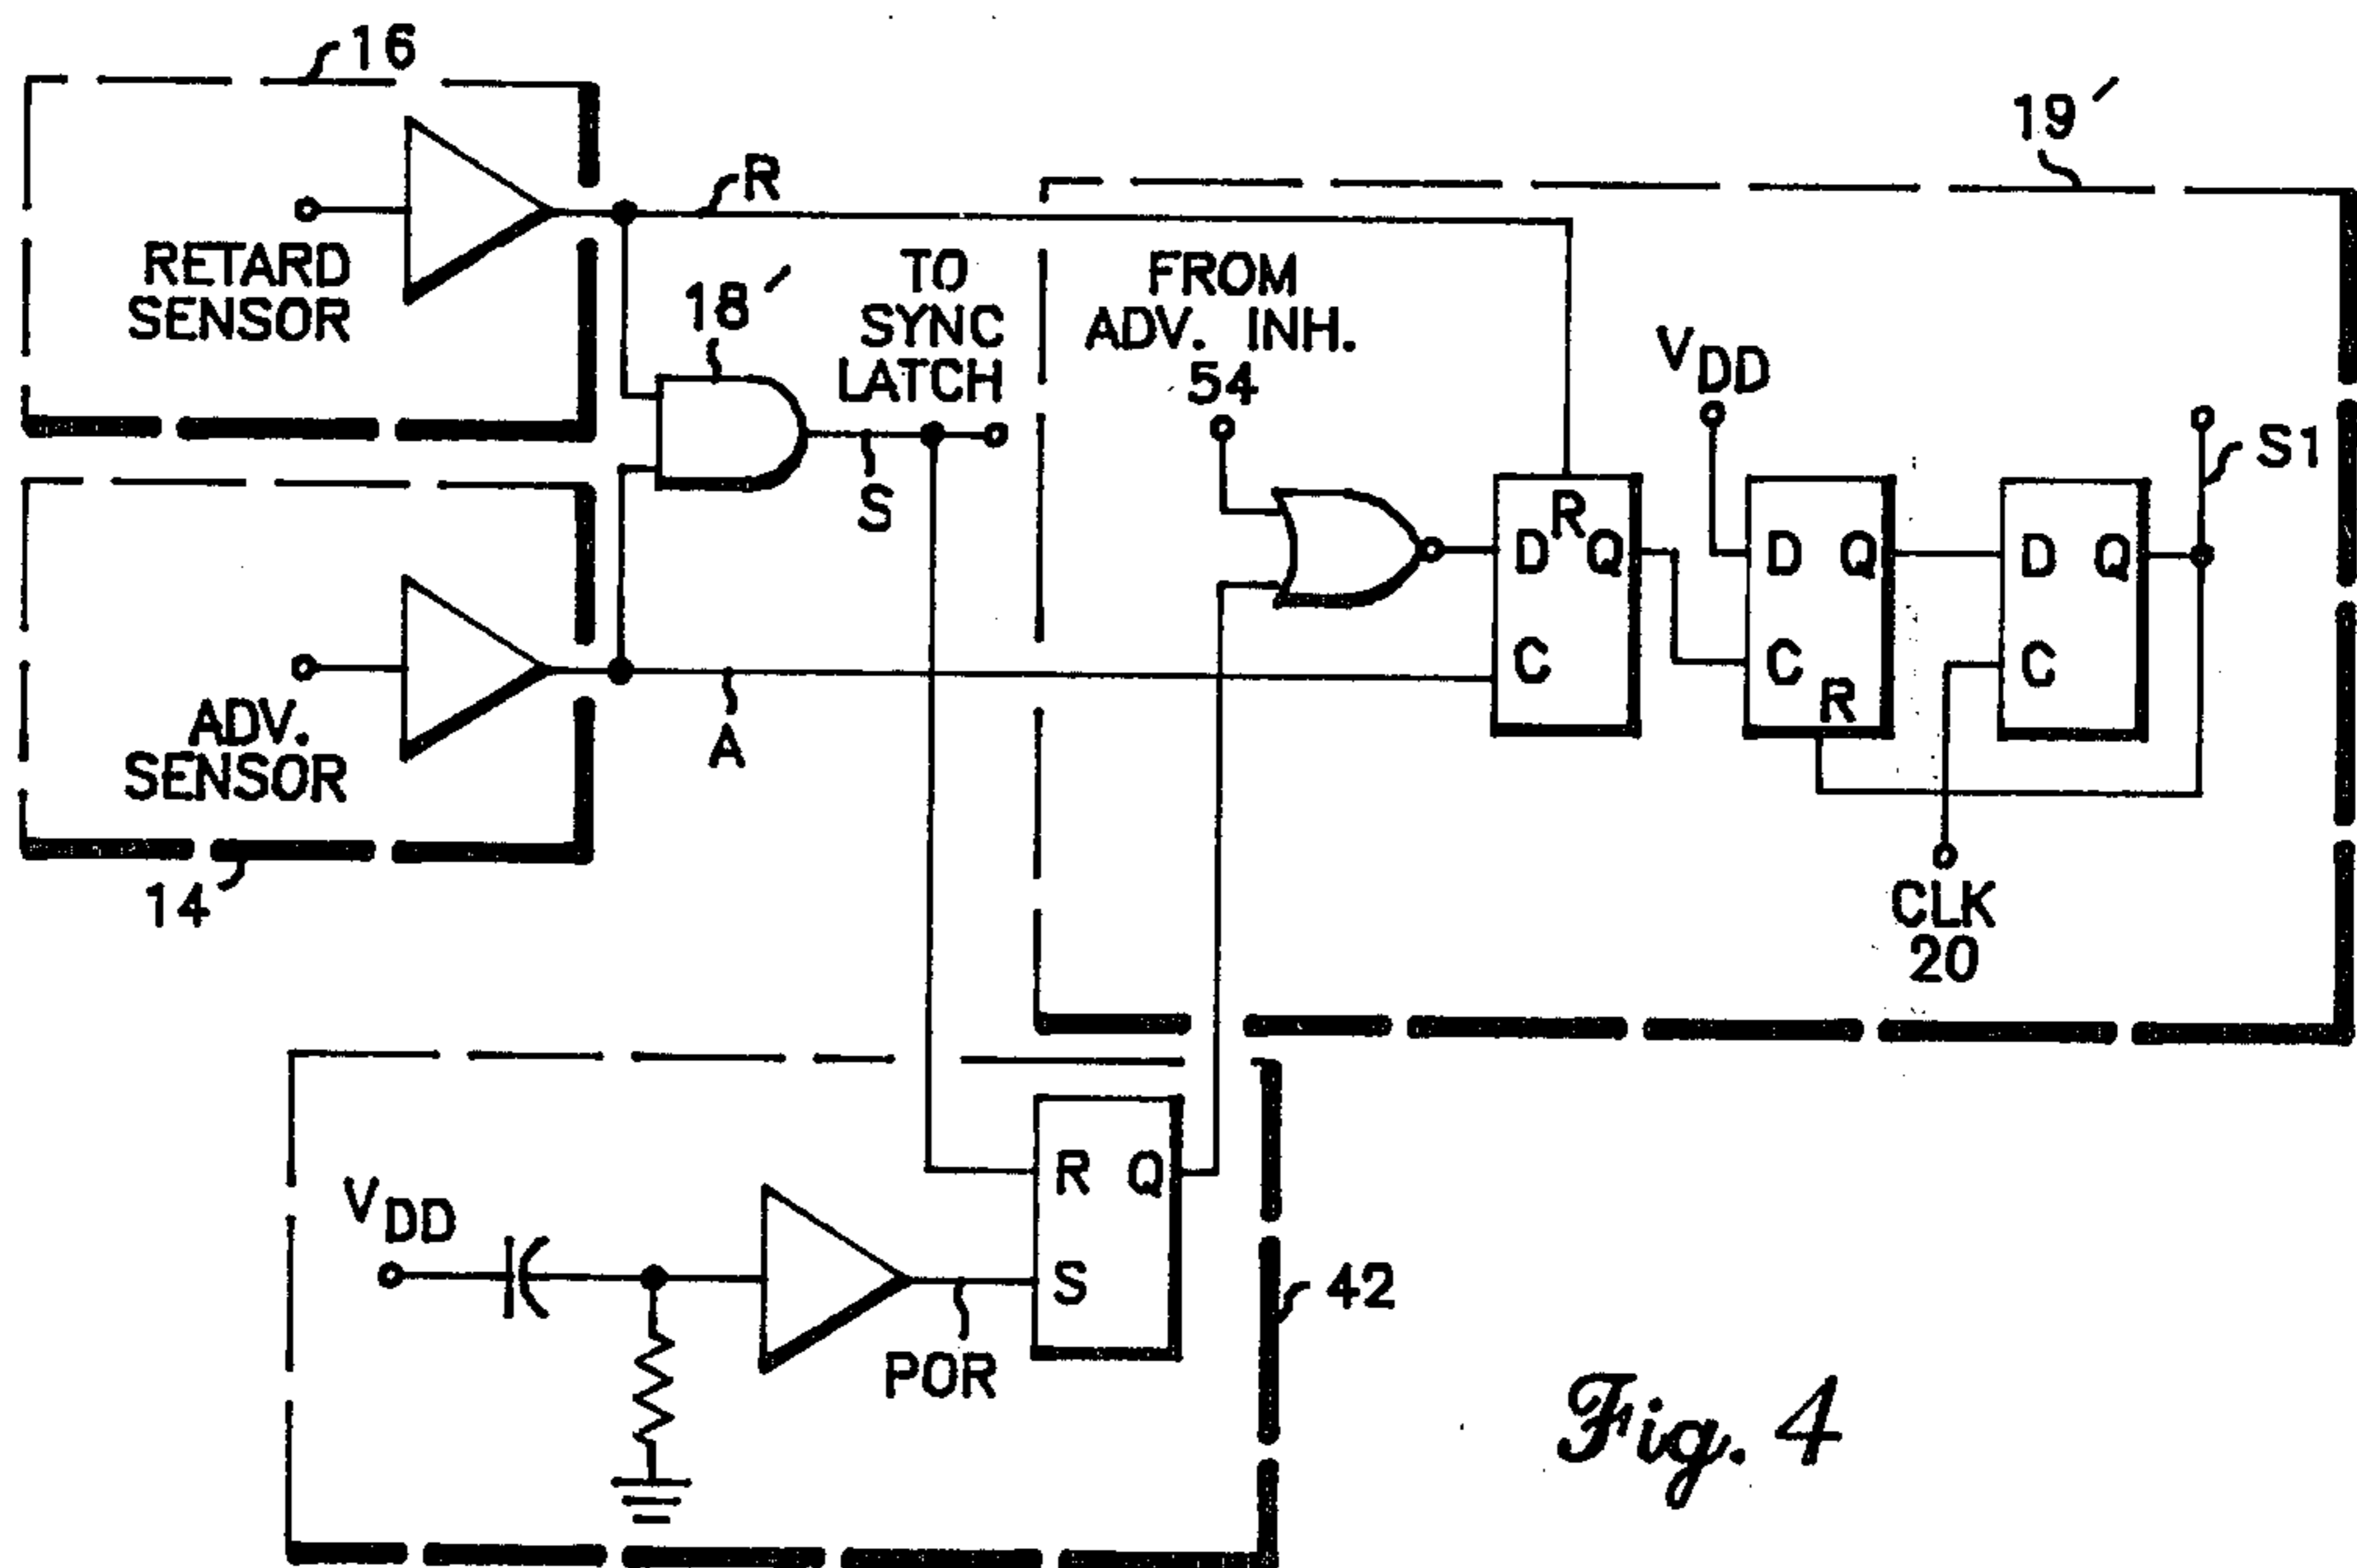 16
RETARD
SENSOR
R
18'
TO
SYNC
LATCH
S
19'
FROM
ADV. INH.
54
VDD
S1
D R Q
C
D Q
C
R
D Q
C
CLK
20
ADV.
SENSOR
14
A
VDD
POR
R Q
S
42
Fig. 4